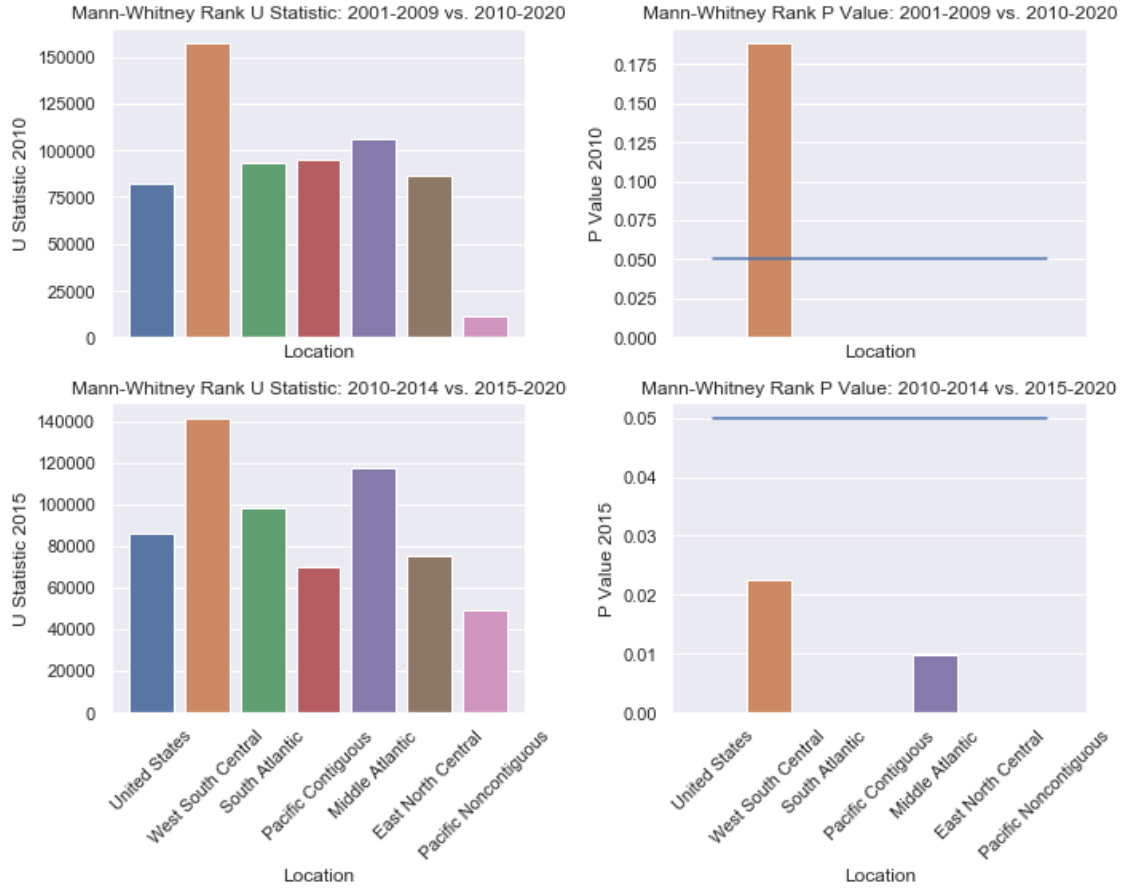 Mann-Whitney Rank U Statistic: 2001-2009 vs. 2010-2020
150000
125000
100000
75000
50000
25000
0
U Statistic 2010
Location
Mann-Whitney Rank P Value: 2001-2009 vs. 2010-2020
0.175
0.150
0.125
0.100
0.075
0.050
0.025
0.000
P Value 2010
Location
Mann-Whitney Rank U Statistic: 2010-2014 vs. 2015-2020
140000
120000
100000
80000
60000
40000
20000
0
U Statistic 2015
United States
West South Central
South Atlantic
Pacific Contiguous
Middle Atlantic
East North Central
Pacific Noncontiguous
Location
Mann-Whitney Rank P Value: 2010-2014 vs. 2015-2020
0.05
0.04
0.03
0.02
0.01
0.00
P Value 2015
United States
West South Central
South Atlantic
Pacific Contiguous
Middle Atlantic
East North Central
Pacific Noncontiguous
Location